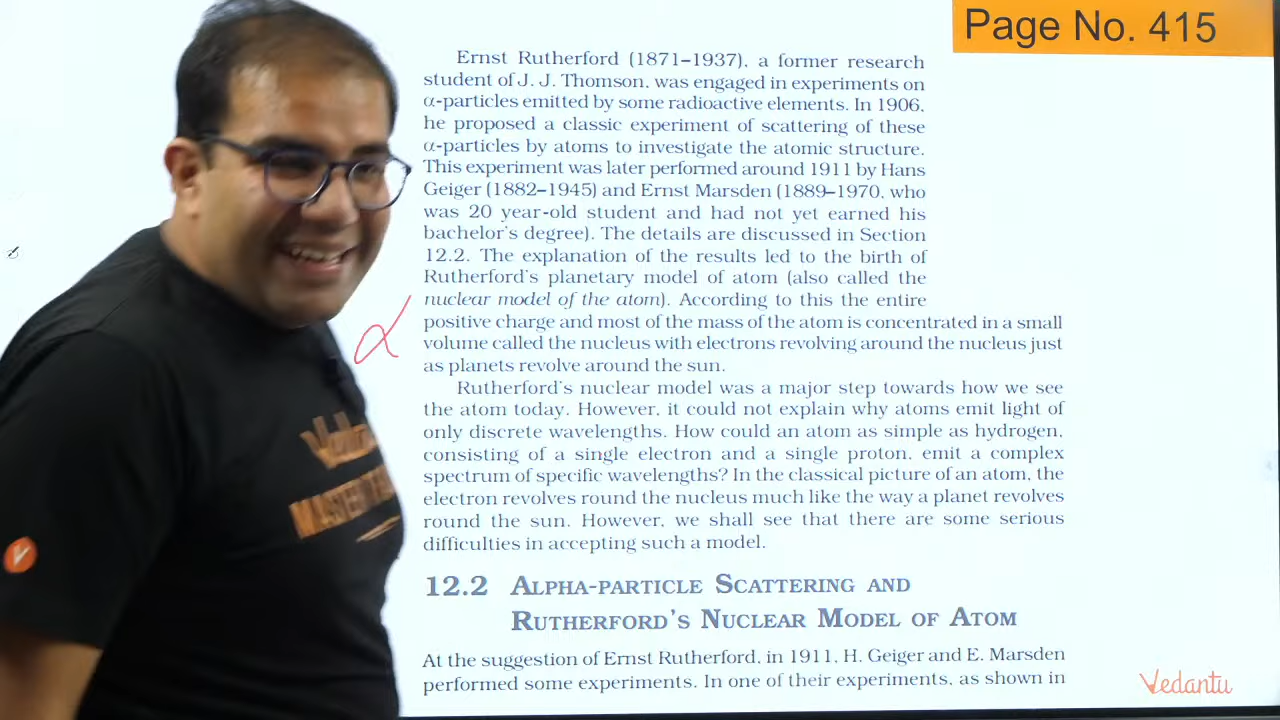 Page No. 415
Ernst Rutherford (1871–1937), a former research
student of J. J. Thomson, was engaged in experiments on
α-particles emitted by some radioactive elements. In 1906,
he proposed a classic experiment of scattering of these
α-particles by atoms to investigate the atomic structure.
This experiment was later performed around 1911 by Hans
Geiger (1882–1945) and Ernst Marsden (1889–1970, who
was 20 year-old student and had not yet earned his
bachelor's degree). The details are discussed in Section
12.2. The explanation of the results led to the birth of
Rutherford's planetary model of atom (also called the
nuclear model of the atom). According to this the entire
positive charge and most of the mass of the atom is concentrated in a small
volume called the nucleus with electrons revolving around the nucleus just
as planets revolve around the sun.
α
Rutherford's nuclear model was a major step towards how we see
the atom today. However, it could not explain why atoms emit light of
only discrete wavelengths. How could an atom as simple as hydrogen,
consisting of a single electron and a single proton, emit a complex
spectrum of specific wavelengths? In the classical picture of an atom, the
electron revolves round the nucleus much like the way a planet revolves
round the sun. However, we shall see that there are some serious
difficulties in accepting such a model.
12.2 ALPHA-PARTICLE SCATTERING AND
RUTHERFORD'S NUCLEAR MODEL OF ATOM
At the suggestion of Ernst Rutherford, in 1911, H. Geiger and E. Marsden
performed some experiments. In one of their experiments, as shown in
Vedantu